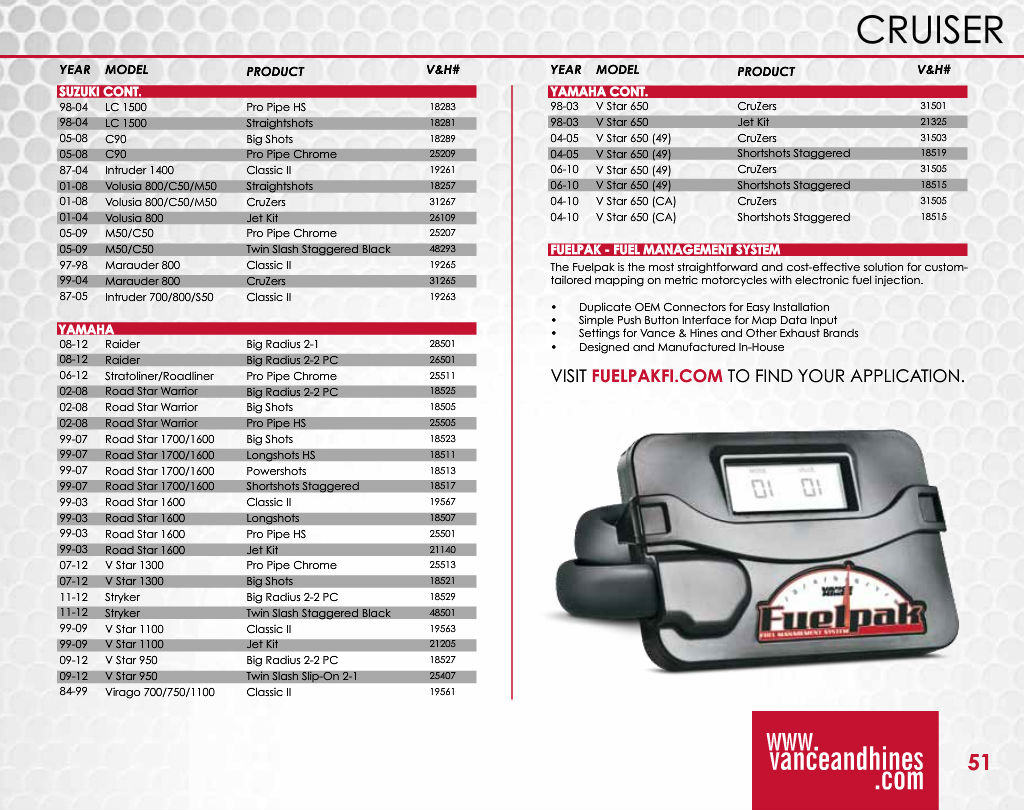 CRUISER
YEAR MODEL PRODUCT V&H#
SUZUKI CONT.
98-04 LC 1500 Pro Pipe HS 18283
98-04 LC 1500 Straightshots 18281
05-08 C90 Big Shots 18289
05-08 C90 Pro Pipe Chrome 25209
87-04 Intruder 1400 Classic II 19261
01-08 Volusia 800/C50/M50 Straightshots 18257
01-08 Volusia 800/C50/M50 CruZers 31267
01-04 Volusia 800 Jet Kit 26109
05-09 M50/C50 Pro Pipe Chrome 25207
05-09 M50/C50 Twin Slash Staggered Black 48293
97-98 Marauder 800 Classic II 19265
99-04 Marauder 800 CruZers 31265
87-05 Intruder 700/800/S50 Classic II 19263
YAMAHA
08-12 Raider Big Radius 2-1 28501
08-12 Raider Big Radius 2-2 PC 26501
06-12 Stratoliner/Roadliner Pro Pipe Chrome 25511
02-08 Road Star Warrior Big Radius 2-2 PC 18525
02-08 Road Star Warrior Big Shots 18505
02-08 Road Star Warrior Pro Pipe HS 25505
99-07 Road Star 1700/1600 Big Shots 18523
99-07 Road Star 1700/1600 Longshots HS 18511
99-07 Road Star 1700/1600 Powershots 18513
99-07 Road Star 1700/1600 Shortshots Staggered 18517
99-03 Road Star 1600 Classic II 19567
99-03 Road Star 1600 Longshots 18507
99-03 Road Star 1600 Pro Pipe HS 25501
99-03 Road Star 1600 Jet Kit 21140
07-12 V Star 1300 Pro Pipe Chrome 25513
07-12 V Star 1300 Big Shots 18521
11-12 Stryker Big Radius 2-2 PC 18529
11-12 Stryker Twin Slash Staggered Black 48501
99-09 V Star 1100 Classic II 19563
99-09 V Star 1100 Jet Kit 21205
09-12 V Star 950 Big Radius 2-2 PC 18527
09-12 V Star 950 Twin Slash Slip-On 2-1 25407
84-99 Virago 700/750/1100 Classic II 19561
YEAR MODEL PRODUCT V&H#
YAMAHA CONT.
98-03 V Star 650 CruZers 31501
98-03 V Star 650 Jet Kit 21325
04-05 V Star 650 (49) CruZers 31503
04-05 V Star 650 (49) Shortshots Staggered 18519
06-10 V Star 650 (49) CruZers 31505
06-10 V Star 650 (49) Shortshots Staggered 18515
04-10 V Star 650 (CA) CruZers 31505
04-10 V Star 650 (CA) Shortshots Staggered 18515
FUELPAK - FUEL MANAGEMENT SYSTEM
The Fuelpak is the most straightforward and cost-effective solution for custom-
tailored mapping on metric motorcycles with electronic fuel injection.
• Duplicate OEM Connectors for Easy Installation
• Simple Push Button Interface for Map Data Input
• Settings for Vance & Hines and Other Exhaust Brands
• Designed and Manufactured In-House
VISIT FUELPAKFI.COM TO FIND YOUR APPLICATION.
MODE VALUE
01 01
VANCE
HINES
Fuelpak
FUEL MANAGEMENT SYSTEM
www.
vanceandhines
.com
51